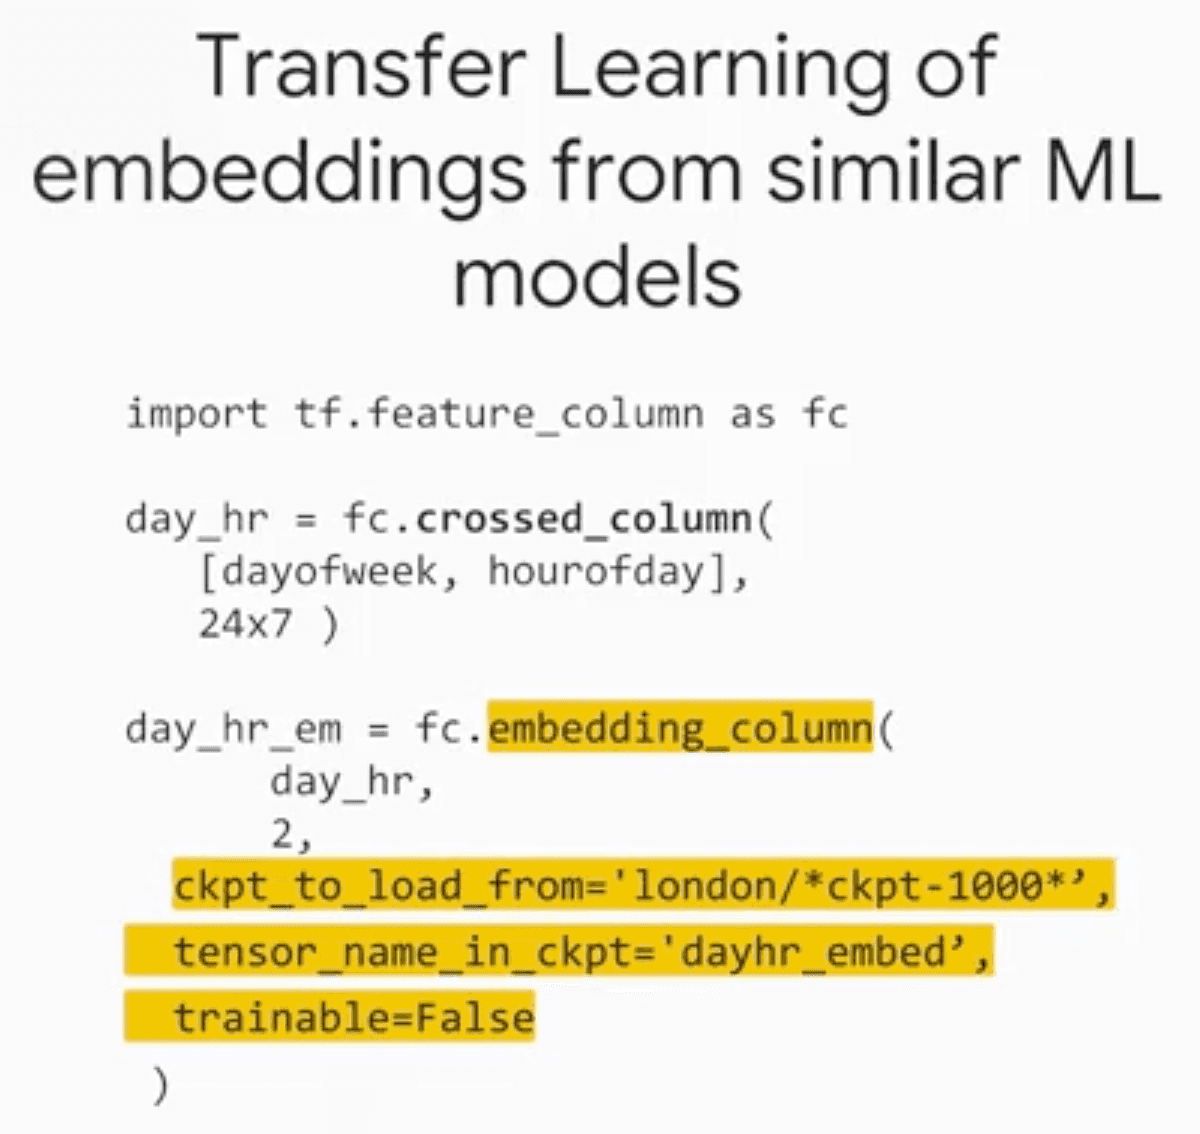 Transfer Learning of
embeddings from similar ML
models
import tf.feature_column as fc
day_hr = fc.crossed_column(
[dayofweek, hourofday],
24x7 )
day_hr_em = fc.embedding_column(
day_hr,
2,
ckpt_to_load_from='london/*ckpt-1000*’,
tensor_name_in_ckpt='dayhr_embed’,
trainable=False
)